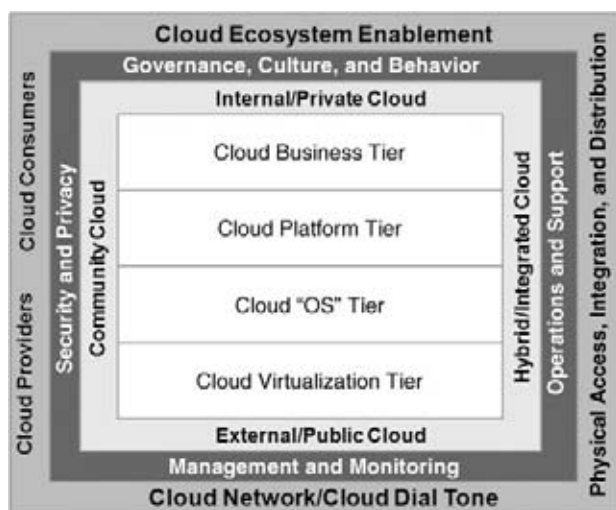 Cloud Ecosystem Enablement
Governance, Culture, and Behavior
Internal/Private Cloud
Cloud Consumers
Cloud Providers
Security and Privacy
Community Cloud
Cloud Business Tier
Cloud Platform Tier
Cloud “OS” Tier
Cloud Virtualization Tier
Hybrid/Integrated Cloud
Operations and Support
Physical Access, Integration, and Distribution
External/Public Cloud
Management and Monitoring
Cloud Network/Cloud Dial Tone